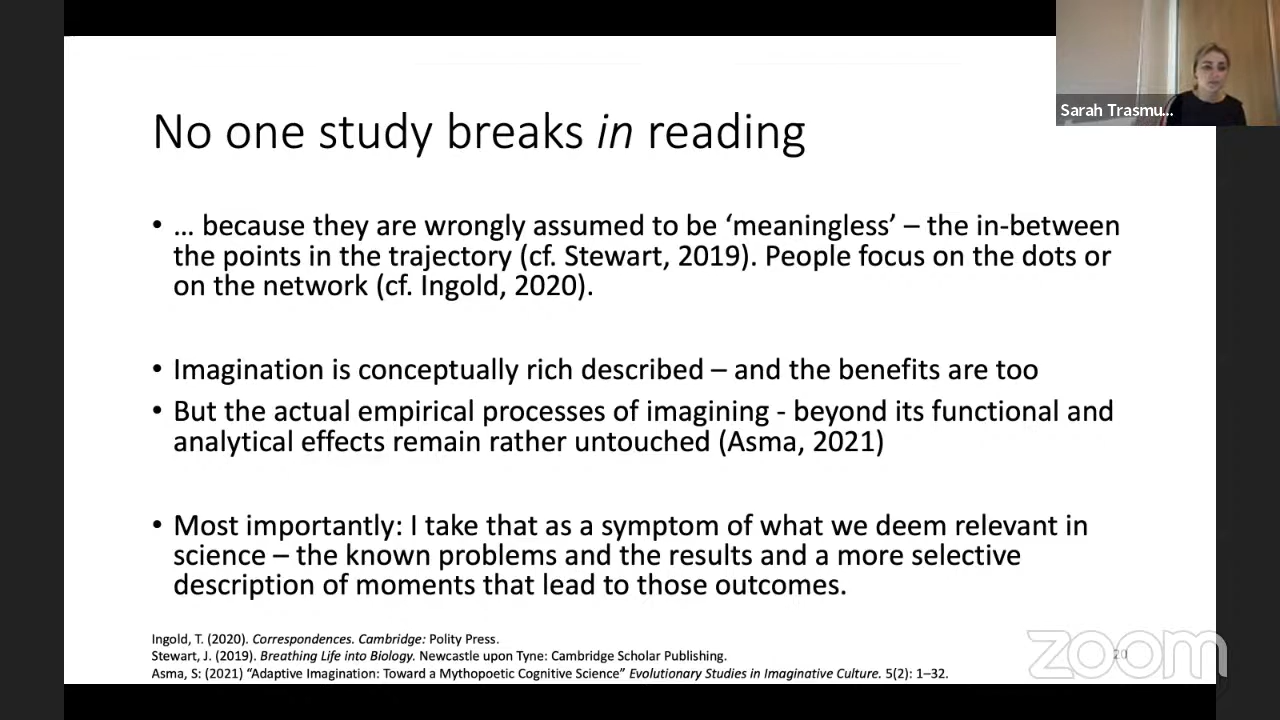 Sarah Trasmu...
No one study breaks in reading
• … because they are wrongly assumed to be ‘meaningless’ – the in-between
the points in the trajectory (cf. Stewart, 2019). People focus on the dots or
on the network (cf. Ingold, 2020).
• Imagination is conceptually rich described – and the benefits are too
• But the actual empirical processes of imagining - beyond its functional and
analytical effects remain rather untouched (Asma, 2021)
• Most importantly: I take that as a symptom of what we deem relevant in
science – the known problems and the results and a more selective
description of moments that lead to those outcomes.
Ingold, T. (2020). Correspondences. Cambridge: Polity Press.
Stewart, J. (2019). Breathing Life into Biology. Newcastle upon Tyne: Cambridge Scholar Publishing.
Asma, S: (2021) “Adaptive Imagination: Toward a Mythopoetic Cognitive Science” Evolutionary Studies in Imaginative Culture. 5(2): 1–32.
20
zoom